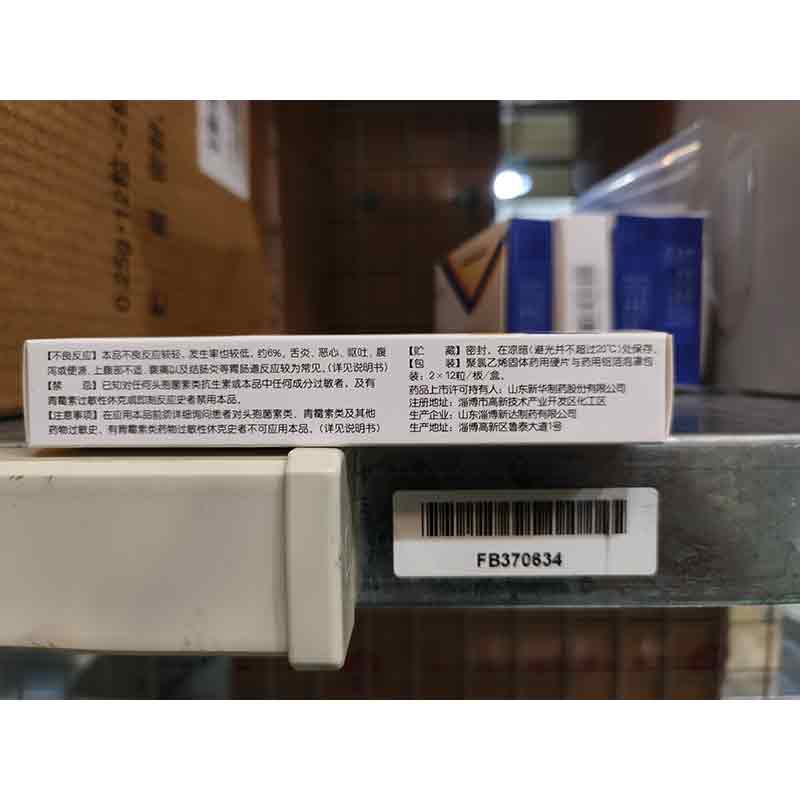 0.25g*12粒*2板
【不良反应】本品不良反应较轻，发生率也较低，约6%。舌炎、恶心、呕吐、腹
泻或便溏、上腹部不适、腹痛以及结肠炎等胃肠道反应较为常见。（详见说明书）
【禁 忌】已知对任何头孢菌素类抗生素或本品中任何成分过敏者，及有
青霉素过敏性休克或即刻反应史者禁用本品。
【注意事项】在应用本品前须详细询问患者对头孢菌素类、青霉素类及其他
药物过敏史，有青霉素类药物过敏性休克史者不可应用本品。（详见说明书）
【贮 藏】密封，在凉暗(避光并不超过20℃)处保存。
【包 装】聚氯乙烯固体药用硬片与药用铝箔泡罩包
装；2×12粒/板/盒。
药品上市许可持有人：山东新华制药股份有限公司
注册地址：淄博市高新技术产业开发区化工区
生产企业：山东淄博新达制药有限公司
生产地址：淄博高新区鲁泰大道1号
FB370634